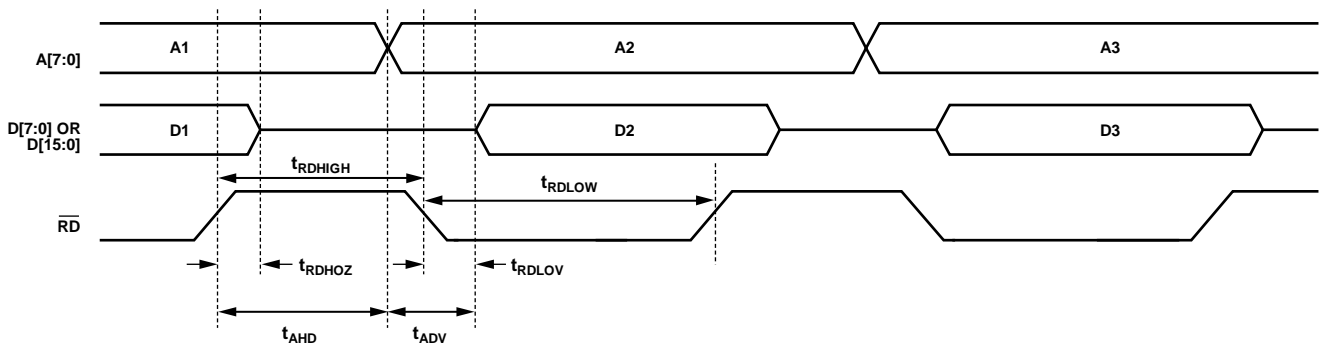 A[7:0]
A1
A2
A3
D[7:0] OR
D[15:0]
D1
D2
D3
tRDHIGH
tRDLOW
RD
tRDHOZ
tRDLOV
tAHD
tADV